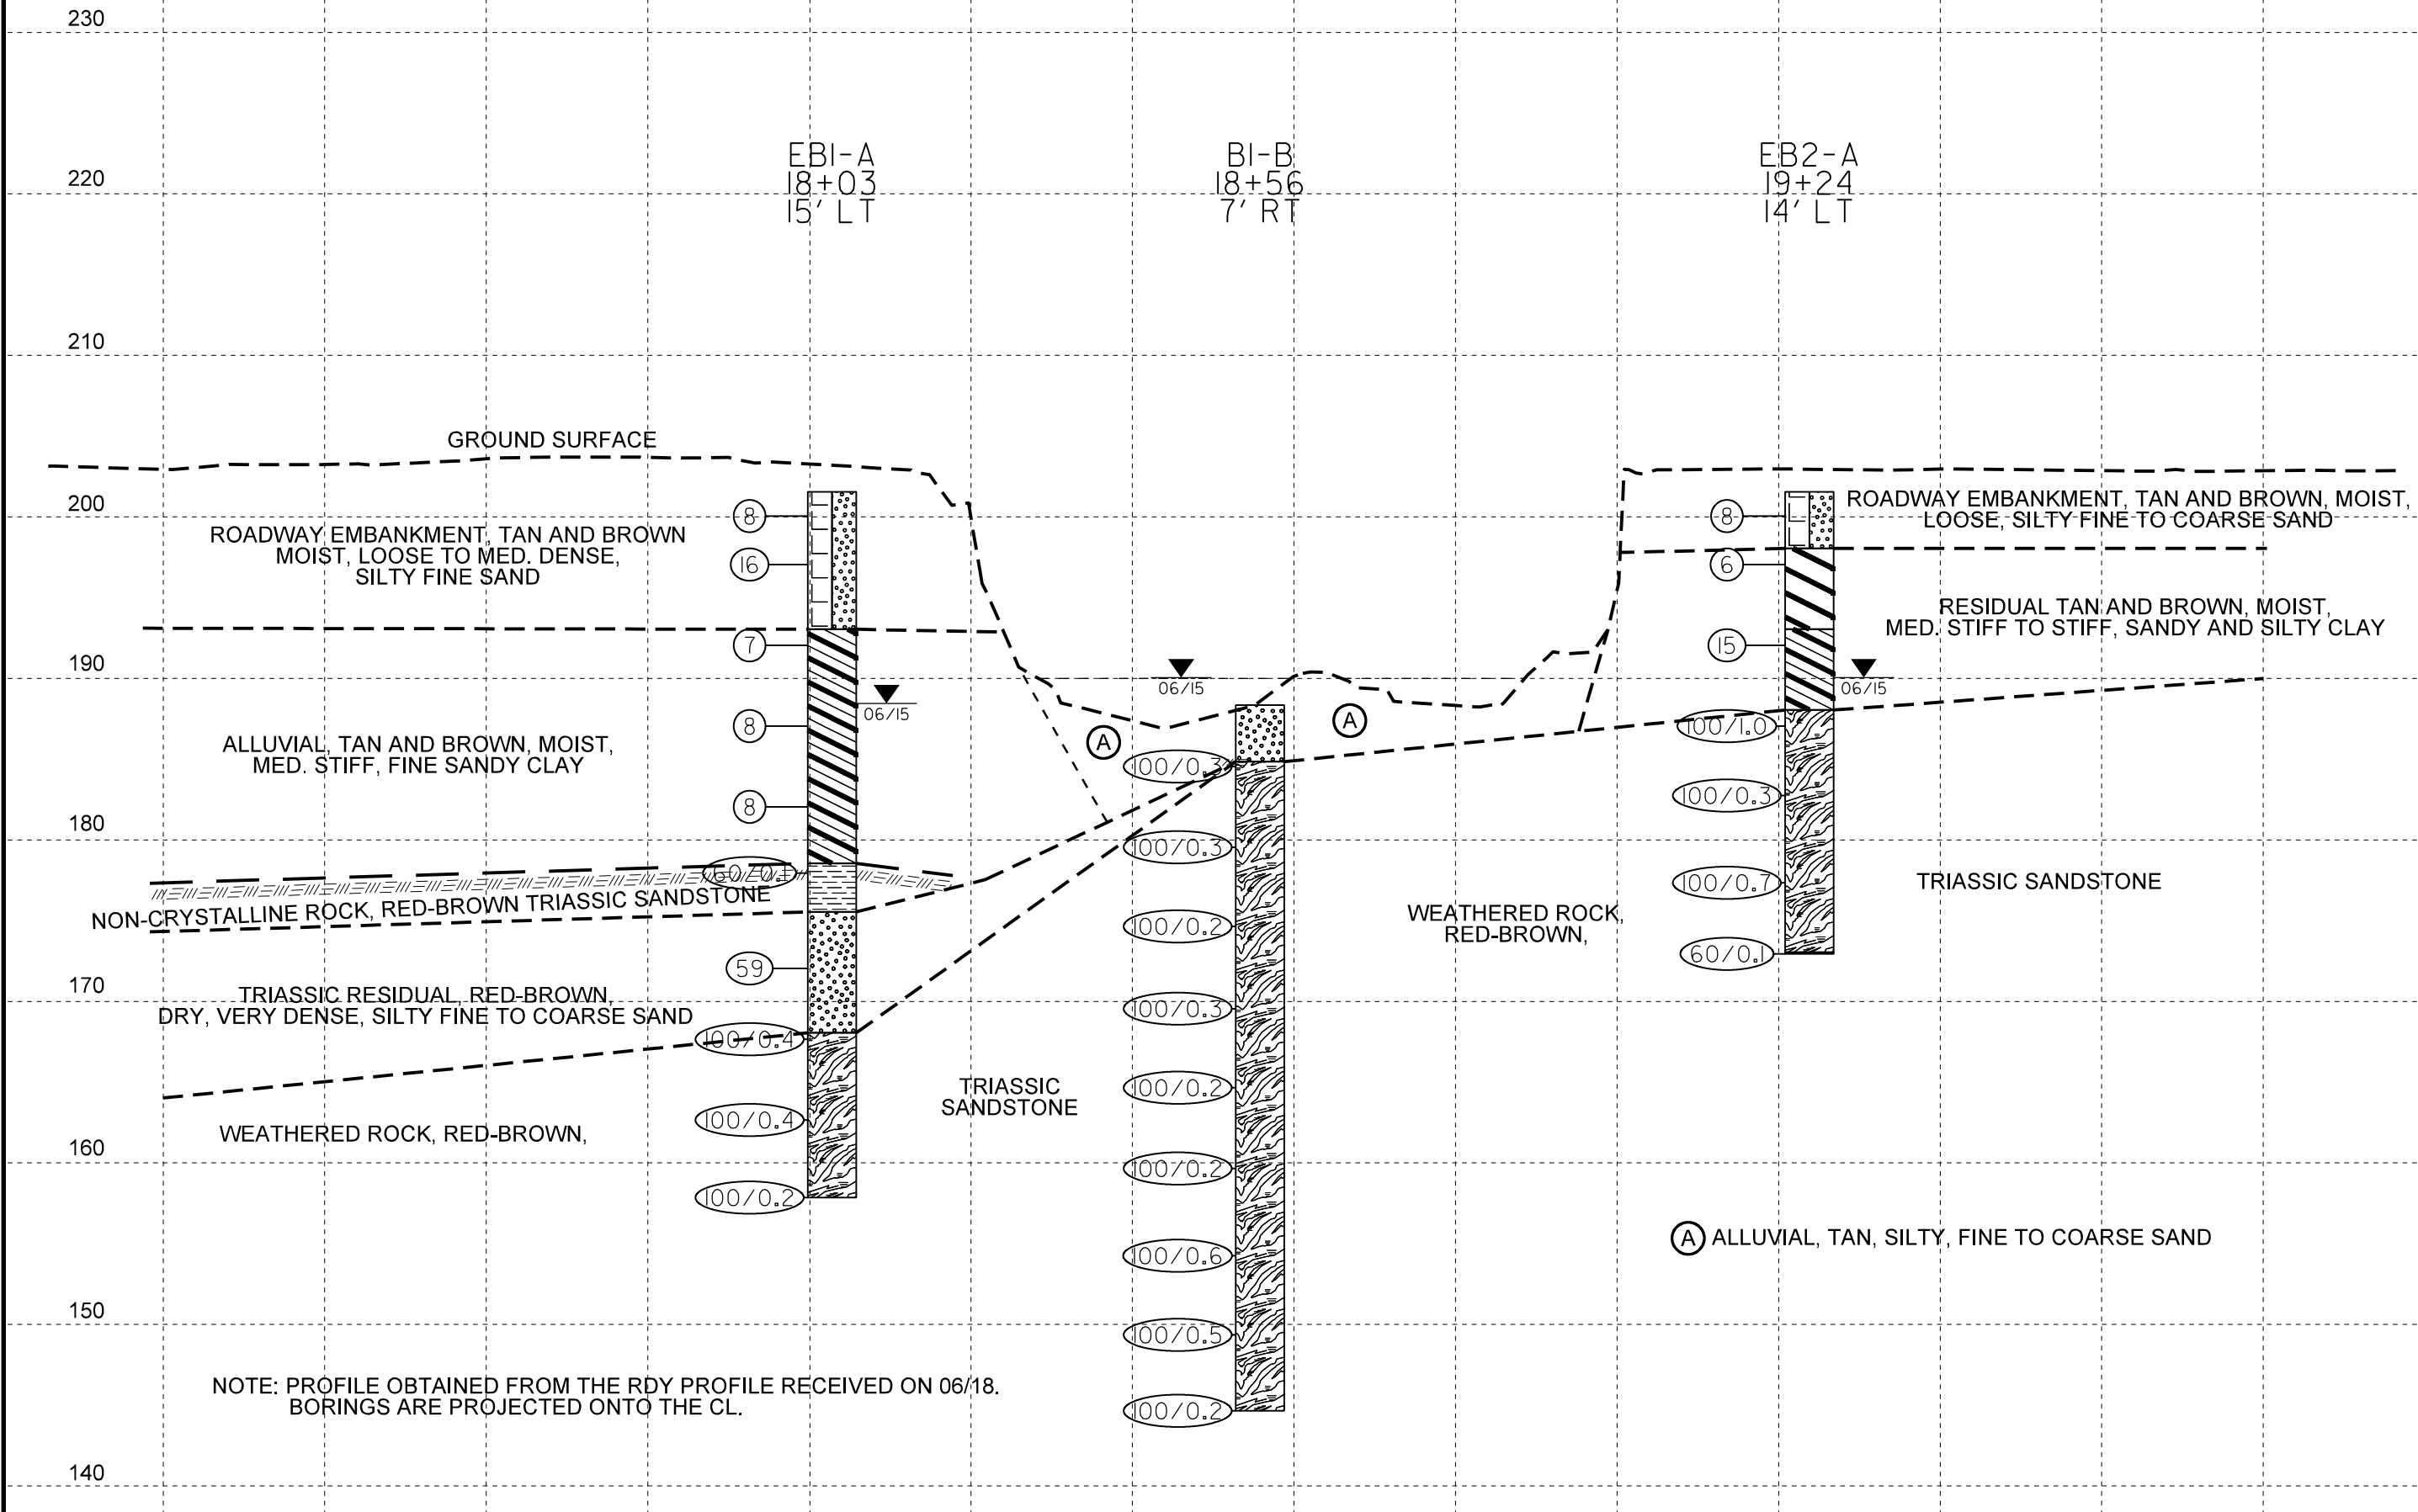 230
EB1-A
18+03
15' LT
B1-B
18+56
7' RT
EB2-A
19+24
14' LT
220
210
GROUND SURFACE
200
8
ROADWAY EMBANKMENT, TAN AND BROWN
MOIST, LOOSE TO MED. DENSE,
SILTY FINE SAND
16
8
ROADWAY EMBANKMENT, TAN AND BROWN, MOIST,
LOOSE, SILTY FINE TO COARSE SAND
6
RESIDUAL TAN AND BROWN, MOIST,
MED. STIFF TO STIFF, SANDY AND SILTY CLAY
7
15
190
06/15
06/15
06/15
8
ALLUVIAL, TAN AND BROWN, MOIST,
MED. STIFF, FINE SANDY CLAY
A
A
100/1.0
100/0.3
100/0.3
180
8
100/0.3
60/0.1
NON-CRYSTALLINE ROCK, RED-BROWN TRIASSIC SANDSTONE
100/0.7
TRIASSIC SANDSTONE
100/0.2
WEATHERED ROCK,
RED-BROWN,
60/0.1
59
170
TRIASSIC RESIDUAL, RED-BROWN,
DRY, VERY DENSE, SILTY FINE TO COARSE SAND
100/0.3
100/0.4
TRIASSIC
SANDSTONE
100/0.2
100/0.4
WEATHERED ROCK, RED-BROWN,
160
100/0.2
100/0.2
A ALLUVIAL, TAN, SILTY, FINE TO COARSE SAND
100/0.6
150
100/0.5
NOTE: PROFILE OBTAINED FROM THE RDY PROFILE RECEIVED ON 06/18.
BORINGS ARE PROJECTED ONTO THE CL.
100/0.2
140